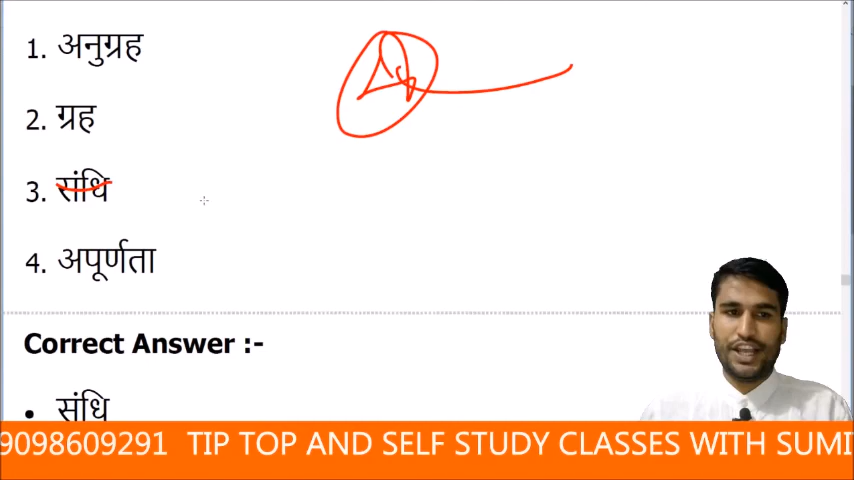 1. अनुग्रह
2. ग्रह
3. संधि
4. अपूर्णता
Correct Answer :-
• संधि
9098609291 TIP TOP AND SELF STUDY CLASSES WITH SUMI